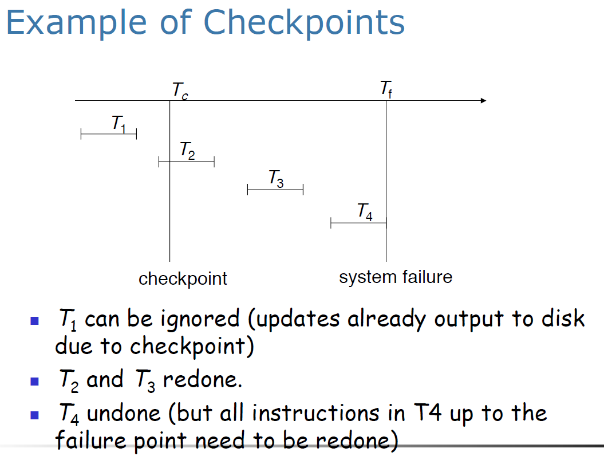 Example of Checkpoints
Tc Tf
T1
T2
T3
T4
checkpoint system failure
T1 can be ignored (updates already output to disk
due to checkpoint)
T2 and T3 redone.
T4 undone (but all instructions in T4 up to the
failure point need to be redone)